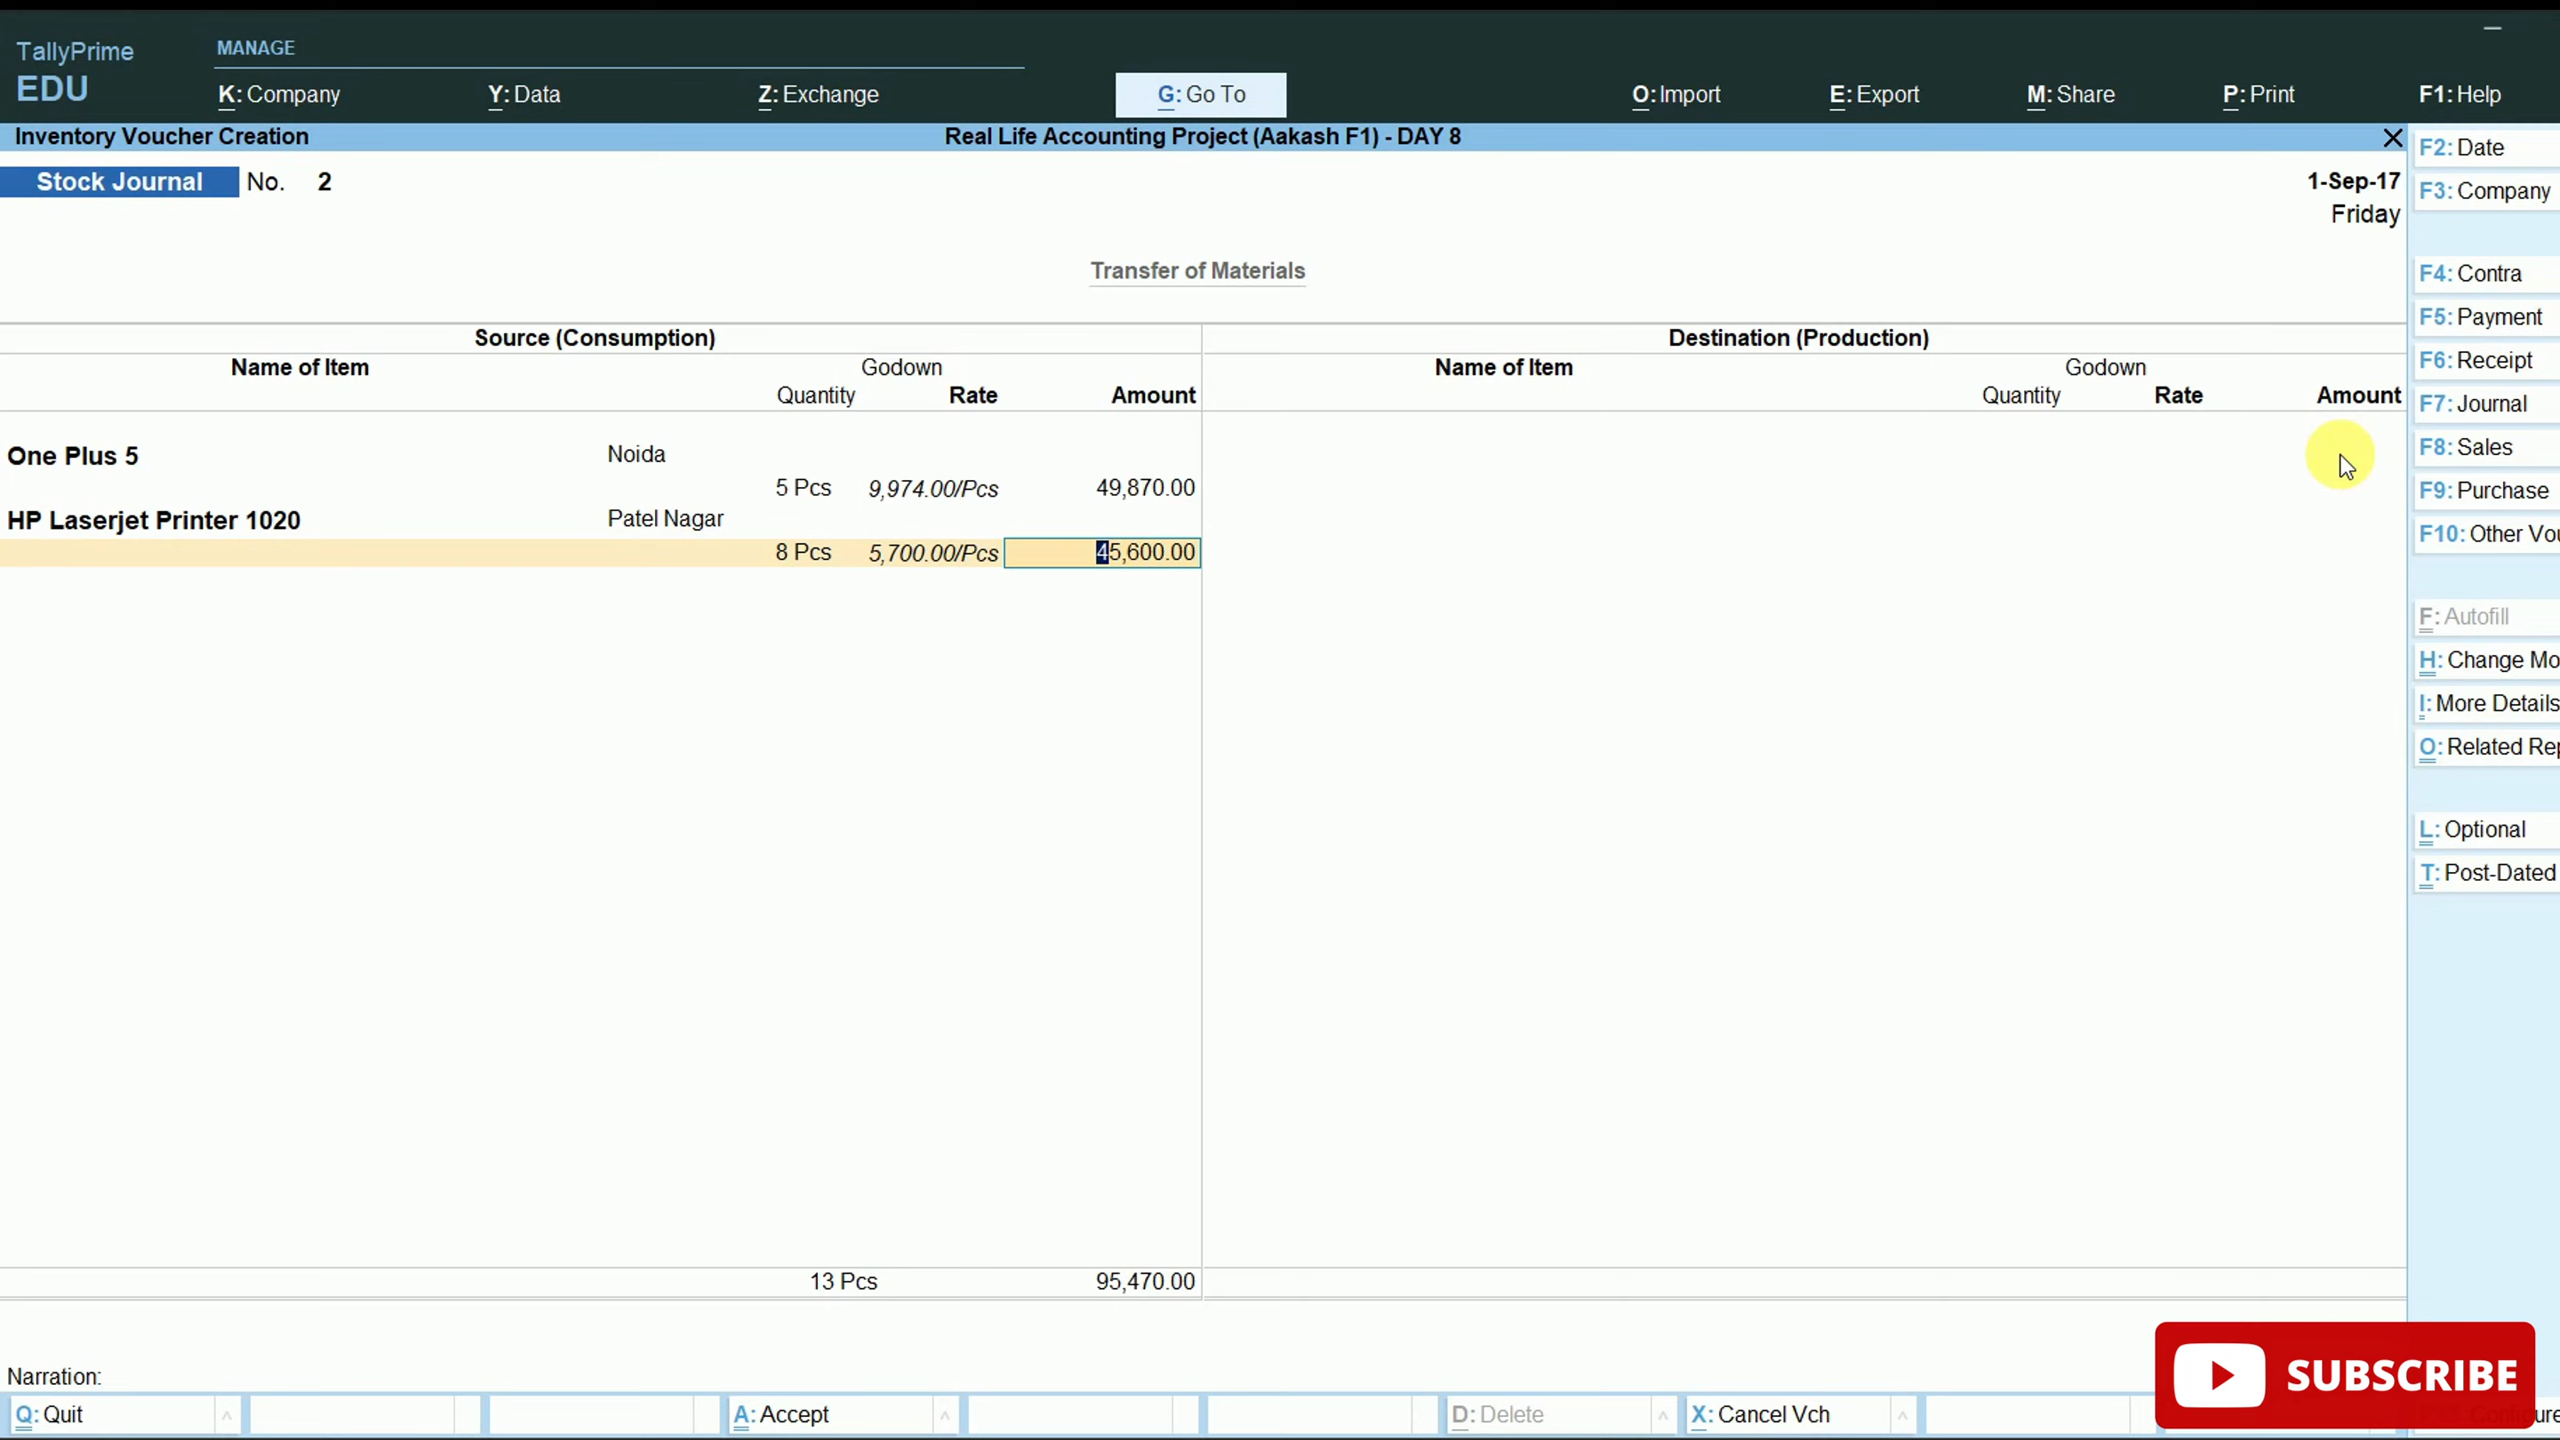 TallyPrime
EDU
MANAGE
K: Company
Y: Data
Z: Exchange
G: Go To
O: Import
E: Export
M: Share
P: Print
F1: Help
Inventory Voucher Creation
Real Life Accounting Project (Aakash F1) - DAY 8
Stock Journal No. 2
1-Sep-17
Friday
Transfer of Materials
Source (Consumption)
Destination (Production)
Name of Item
Godown
Quantity Rate Amount
Name of Item
Godown
Quantity Rate Amount
One Plus 5 Noida
5 Pcs 9,974.00/Pcs 49,870.00
HP Laserjet Printer 1020 Patel Nagar
8 Pcs 5,700.00/Pcs 45,600.00
13 Pcs 95,470.00
Narration:
F2: Date
F3: Company
F4: Contra
F5: Payment
F6: Receipt
F7: Journal
F8: Sales
F9: Purchase
F10: Other Vou
F: Autofill
H: Change Mo
I: More Details
O: Related Rep
L: Optional
T: Post-Dated
Q: Quit
A: Accept
D: Delete
X: Cancel Vch
SUBSCRIBE